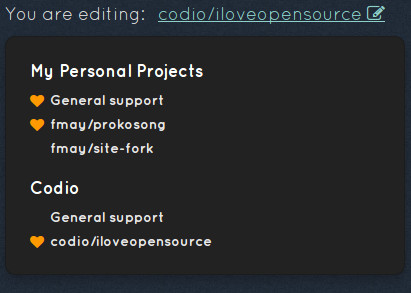 You are editing: codio/iloveopensource
My Personal Projects
General support
fmay/prokosong
fmay/site-fork
Codio
General support
codio/iloveopensource